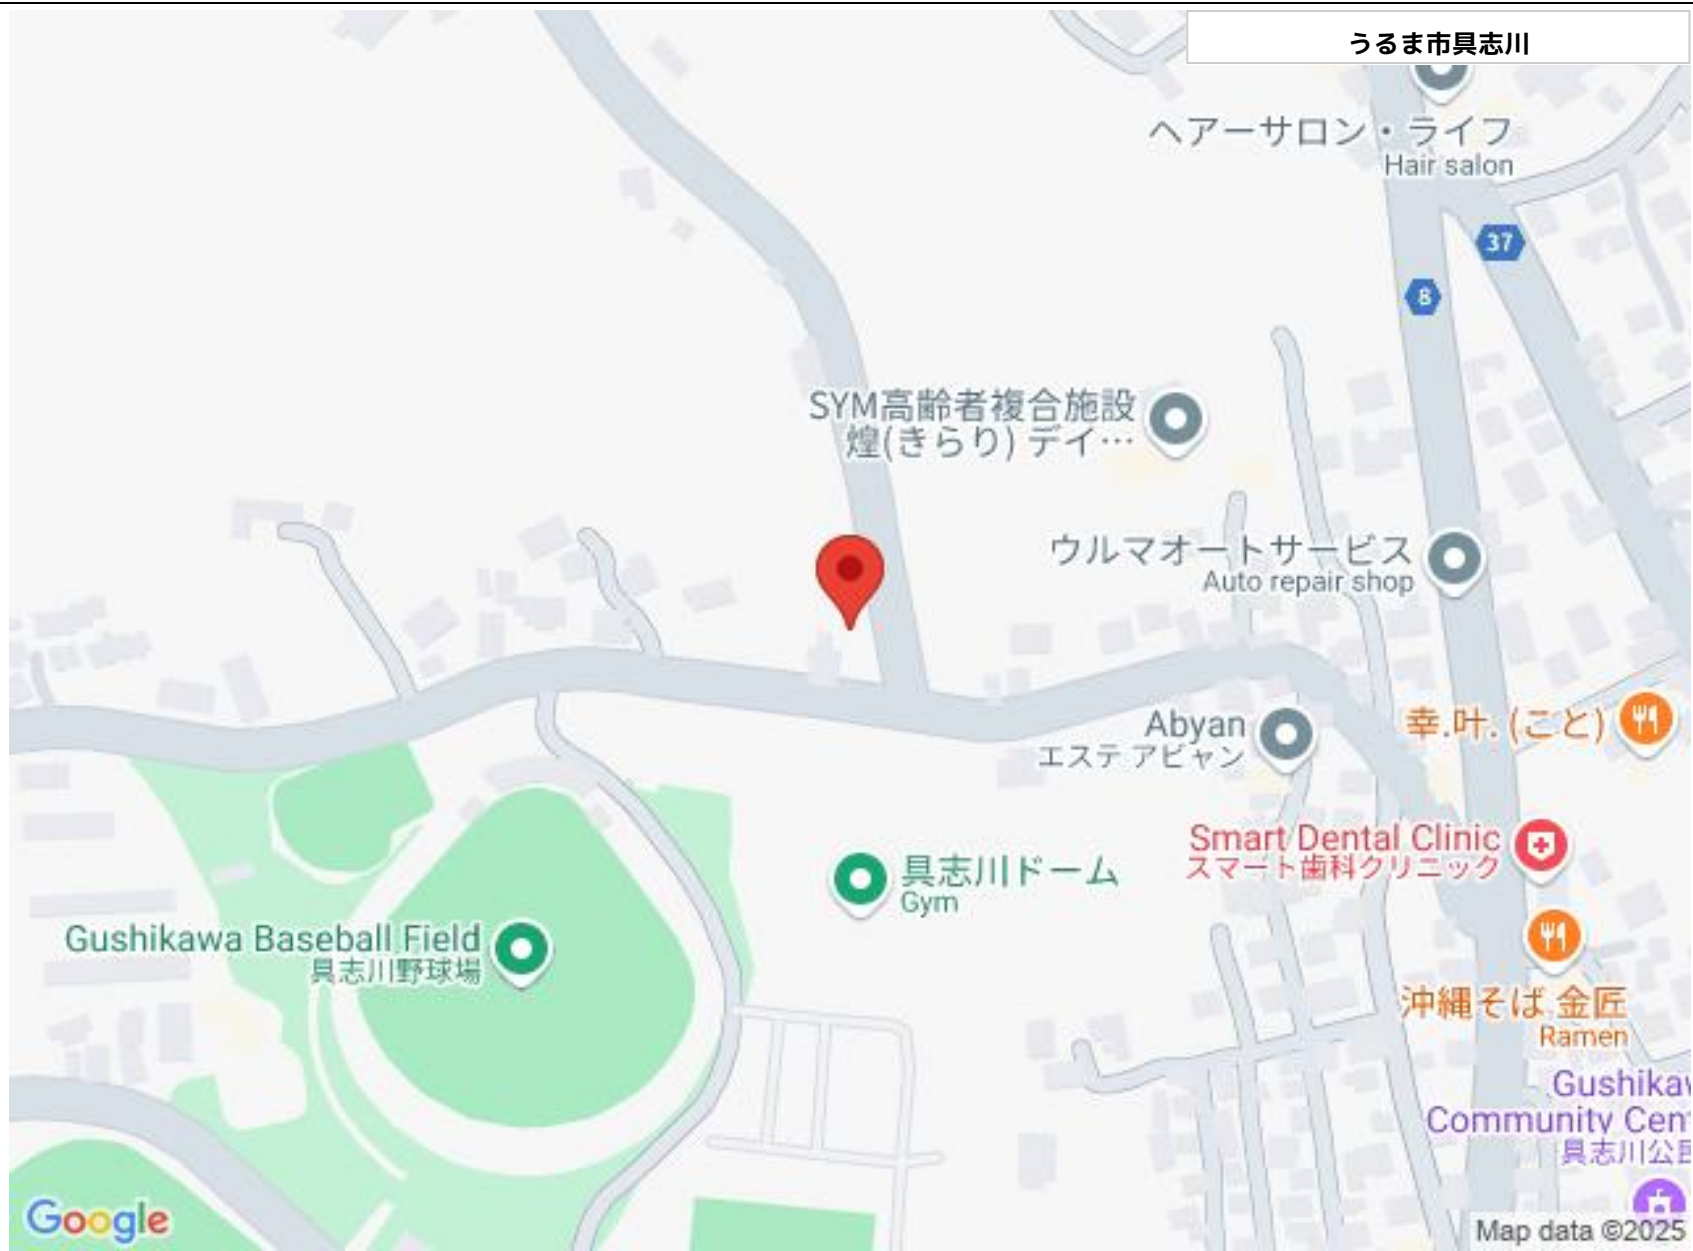 うるま市具志川
ヘアーサロン・ライフ
Hair salon
37
8
SYM高齢者複合施設
煌(きらり) デイ…
ウルマオートサービス
Auto repair shop
Abyan
エステ アビャン
幸.叶. (こと)
Smart Dental Clinic
スマート歯科クリニック
具志川ドーム
Gym
Gushikawa Baseball Field
具志川野球場
沖縄そば 金匠
Ramen
Gushikaw
Community Cen
具志川公民
Google
Map data ©2025